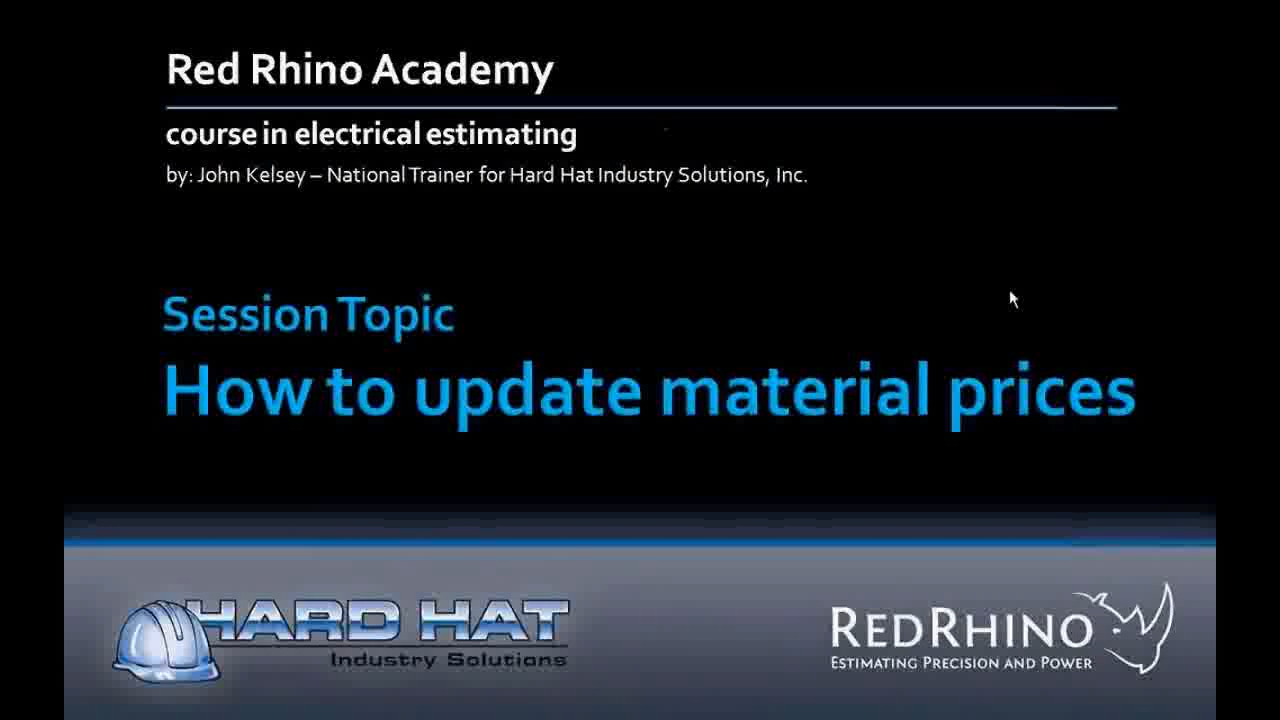 Red Rhino Academy
course in electrical estimating
by: John Kelsey – National Trainer for Hard Hat Industry Solutions, Inc.
Session Topic
How to update material prices
HARD HAT
Industry Solutions
REDRHINO
ESTIMATING PRECISION AND POWER